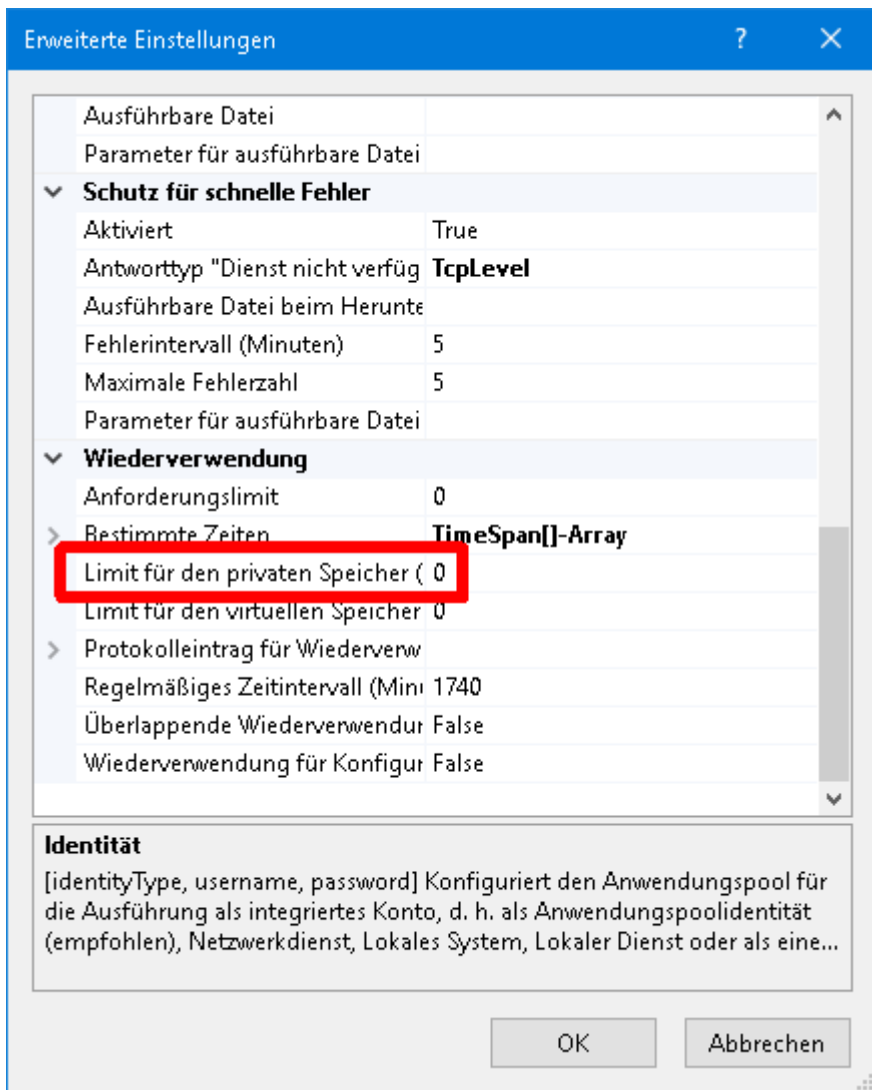 Erweiterte Einstellungen ? ×
Ausführbare Datei
Parameter für ausführbare Datei
Schutz für schnelle Fehler
Aktiviert True
Antworttyp "Dienst nicht verfüg TcpLevel
Ausführbare Datei beim Herunte
Fehlerintervall (Minuten) 5
Maximale Fehlerzahl 5
Parameter für ausführbare Datei
Wiederverwendung
Anforderungslimit 0
Bestimmte Zeiten TimeSpan[]-Array
Limit für den privaten Speicher ( 0
Limit für den virtuellen Speicher 0
Protokolleintrag für Wiederverw
Regelmäßiges Zeitintervall (Minu 1740
Überlappende Wiederverwendur False
Wiederverwendung für Konfigur False
Identität
[identityType, username, password] Konfiguriert den Anwendungspool für
die Ausführung als integriertes Konto, d. h. als Anwendungspoolidentität
(empfohlen), Netzwerkdienst, Lokales System, Lokaler Dienst oder als eine...
OK Abbrechen